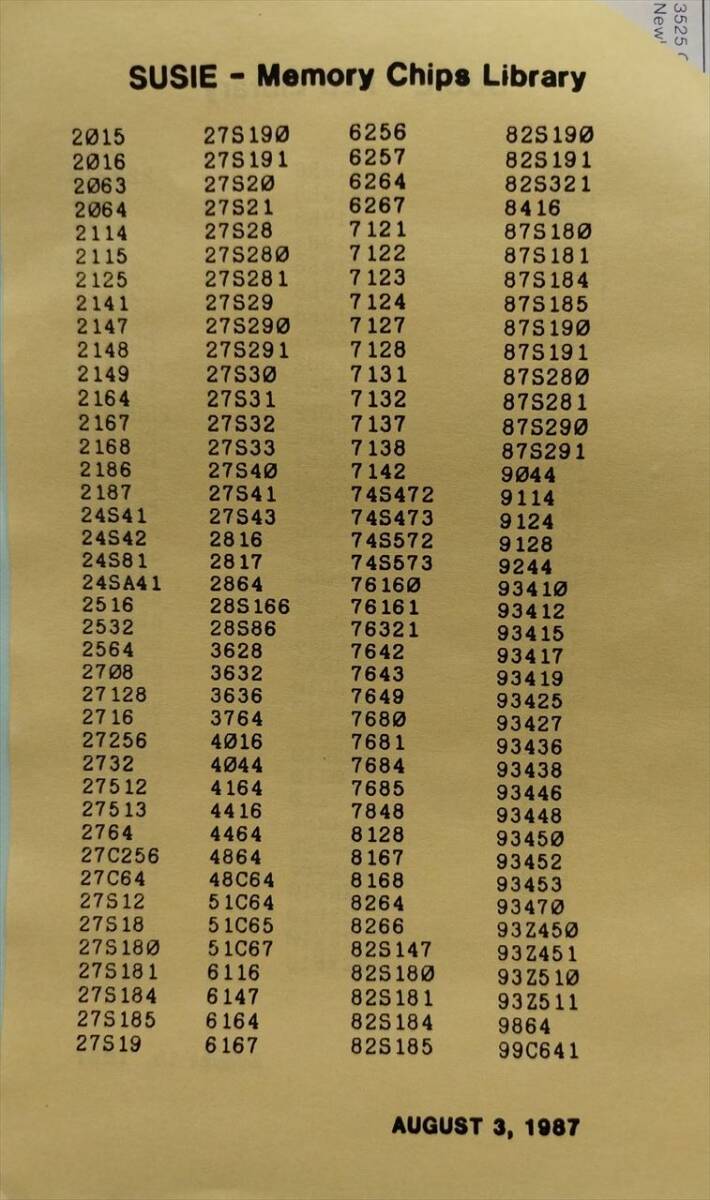 3525
New
SUSIE - Memory Chips Library
2015 27S190 6256 82S190
2016 27S191 6257 82S191
2063 27S20 6264 82S321
2064 27S21 6267 8416
2114 27S28 7121 87S180
2115 27S280 7122 87S181
2125 27S281 7123 87S184
2141 27S29 7124 87S185
2147 27S290 7127 87S190
2148 27S291 7128 87S191
2149 27S30 7131 87S280
2164 27S31 7132 87S281
2167 27S32 7137 87S290
2168 27S33 7138 87S291
2186 27S40 7142 9044
2187 27S41 74S472 9114
24S41 27S43 74S473 9124
24S42 2816 74S572 9128
24S81 2817 74S573 9244
24SA41 2864 76160 93410
2516 28S166 76161 93412
2532 28S86 76321 93415
2564 3628 7642 93417
2708 3632 7643 93419
27128 3636 7649 93425
2716 3764 7680 93427
27256 4016 7681 93436
2732 4044 7684 93438
27512 4164 7685 93446
27513 4416 7848 93448
2764 4464 8128 93450
27C256 4864 8167 93452
27C64 48C64 8168 93453
27S12 51C64 8264 93470
27S18 51C65 8266 93Z450
27S180 51C67 82S147 93Z451
27S181 6116 82S180 93Z510
27S184 6147 82S181 93Z511
27S185 6164 82S184 9864
27S19 6167 82S185 99C641
AUGUST 3, 1987